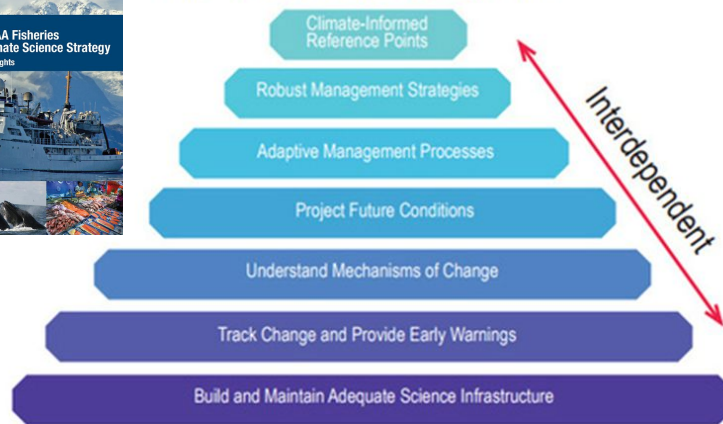 AA Fisheries
mate Science Strategy
ghts
Climate-Informed
Reference Points
Robust Management Strategies
Adaptive Management Processes
Project Future Conditions
Understand Mechanisms of Change
Track Change and Provide Early Warnings
Build and Maintain Adequate Science Infrastructure
Interdependent